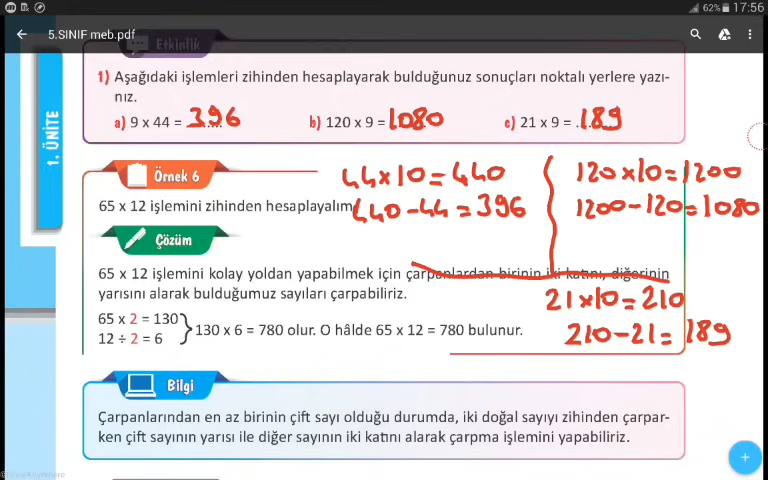 62% 17:56
5.SINIF meb.pdf
Etkinlik
1. ÜNİTE
1) Aşağıdaki işlemleri zihinden hesaplayarak bulduğunuz sonuçları noktalı yerlere yazı-
nız.
a) 9 x 44 = 396 b) 120 x 9 = 1080 c) 21 x 9 = 189
Örnek 6
65 x 12 işlemini zihinden hesaplayalım
44x10=440
440-44=396
120x10=1200
1200-120=1080
Çözüm
65 x 12 işlemini kolay yoldan yapabilmek için çarpanlardan birinin iki katını, diğerinin
yarısını alarak bulduğumuz sayıları çarpabiliriz.
21x10=210
210-21=189
65 x 2 = 130
12 ÷ 2 = 6
130 x 6 = 780 olur. O hâlde 65 x 12 = 780 bulunur.
Bilgi
Çarpanlarından en az birinin çift sayı olduğu durumda, iki doğal sayıyı zihinden çarpar-
ken çift sayının yarısı ile diğer sayının iki katını alarak çarpma işlemini yapabiliriz.